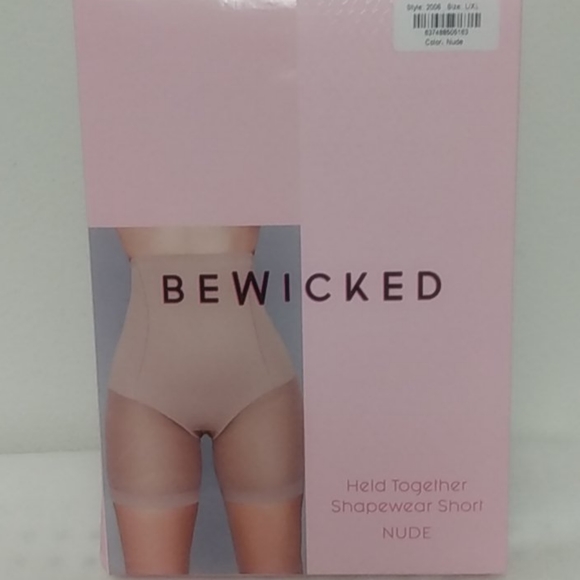 Style: 2006 Size: L/XL
Color: Nude
BEWICKED
Held Together
Shapewear Short
NUDE